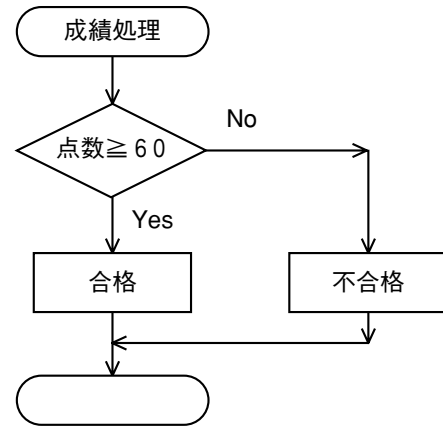 成績処理
点数≧６０
No
Yes
合格
不合格